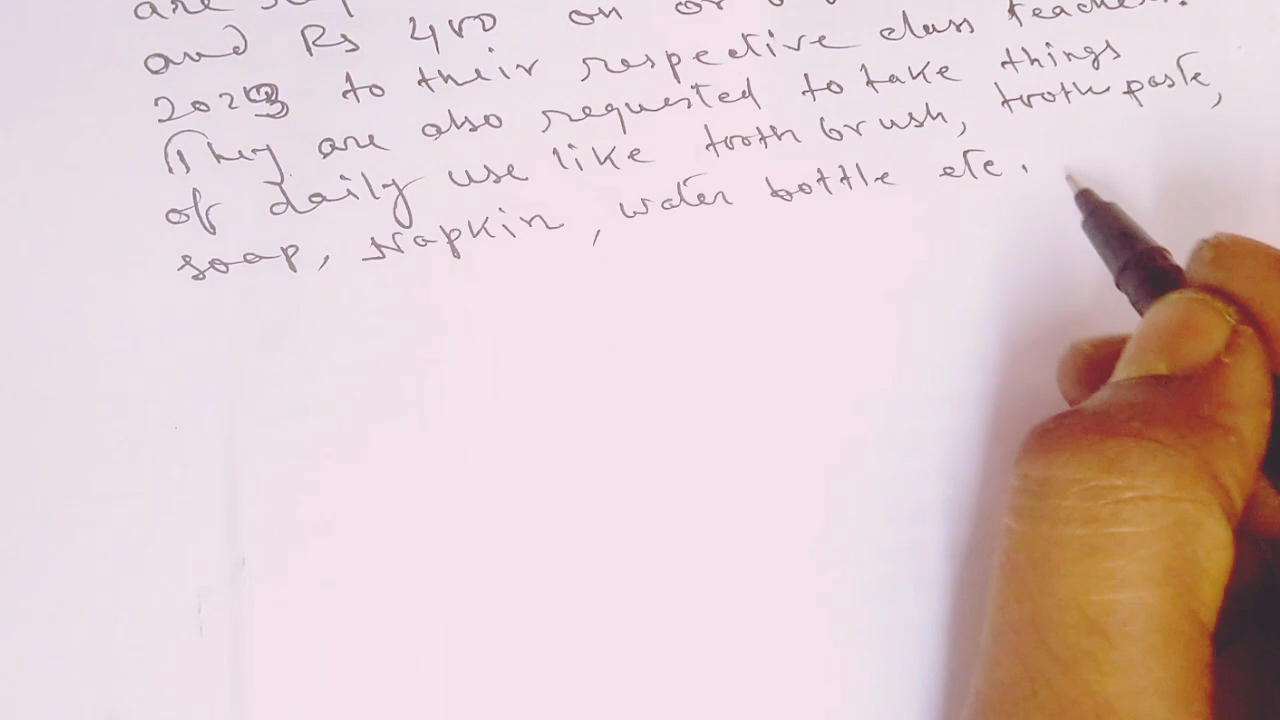 are
and Rs 400 on or
2023 to their respective class teacher.
They are also requested to take things
of daily use like tooth brush, tooth paste,
soap, Napkin, water bottle etc.